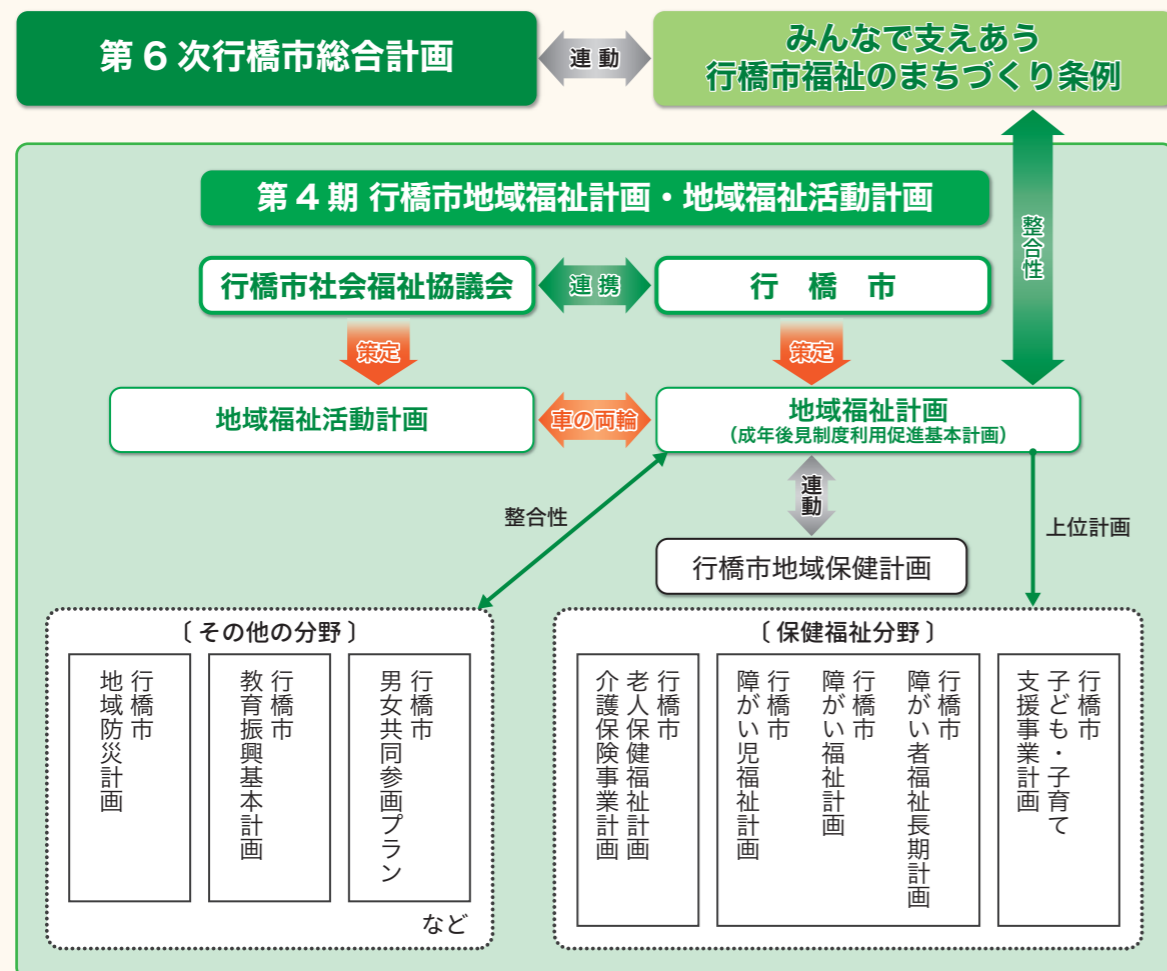 第6次行橋市総合計画
連動
みんなで支えあう
行橋市福祉のまちづくり条例
整合性
第4期 行橋市地域福祉計画・地域福祉活動計画
行橋市社会福祉協議会
連携
行橋市
策定
策定
地域福祉活動計画
車の両輪
地域福祉計画
(成年後見制度利用促進基本計画)
整合性
連動
上位計画
行橋市地域保健計画
〔その他の分野〕
行橋市
地域防災計画
行橋市
教育振興基本計画
行橋市
男女共同参画プラン
など
〔保健福祉分野〕
行橋市
老人保健福祉計画
介護保険事業計画
行橋市
障がい者福祉長期計画
行橋市
障がい福祉計画
行橋市
障がい児福祉計画
行橋市
子ども・子育て
支援事業計画